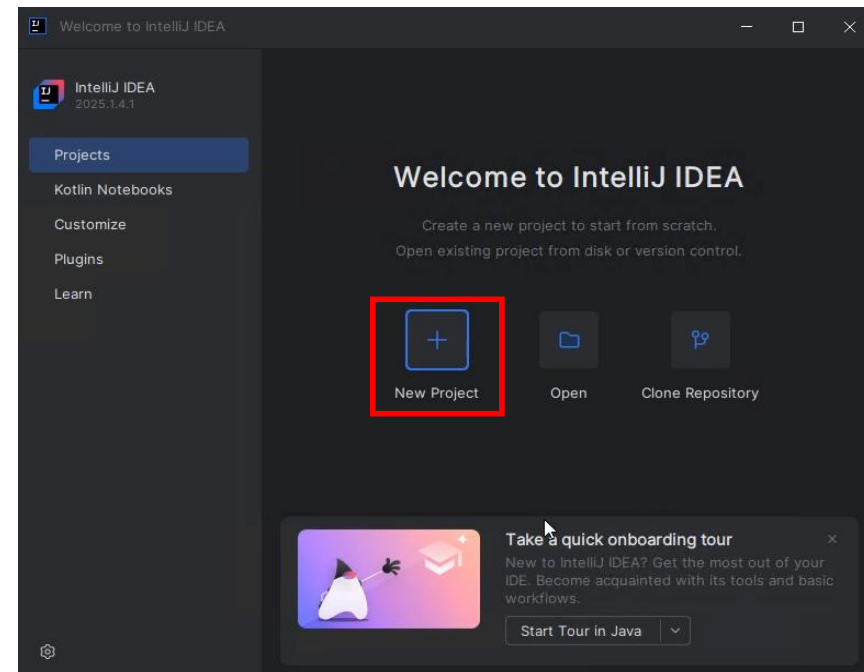 Welcome to IntelliJ IDEA
IJ
IntelliJ IDEA
2025.1.4.1
Projects
Kotlin Notebooks
Customize
Plugins
Learn
Welcome to IntelliJ IDEA
Create a new project to start from scratch.
Open existing project from disk or version control.
New Project
Open
Clone Repository
Take a quick onboarding tour
New to IntelliJ IDEA? Get the most out of your
IDE. Become acquainted with its tools and basic
workflows.
Start Tour in Java